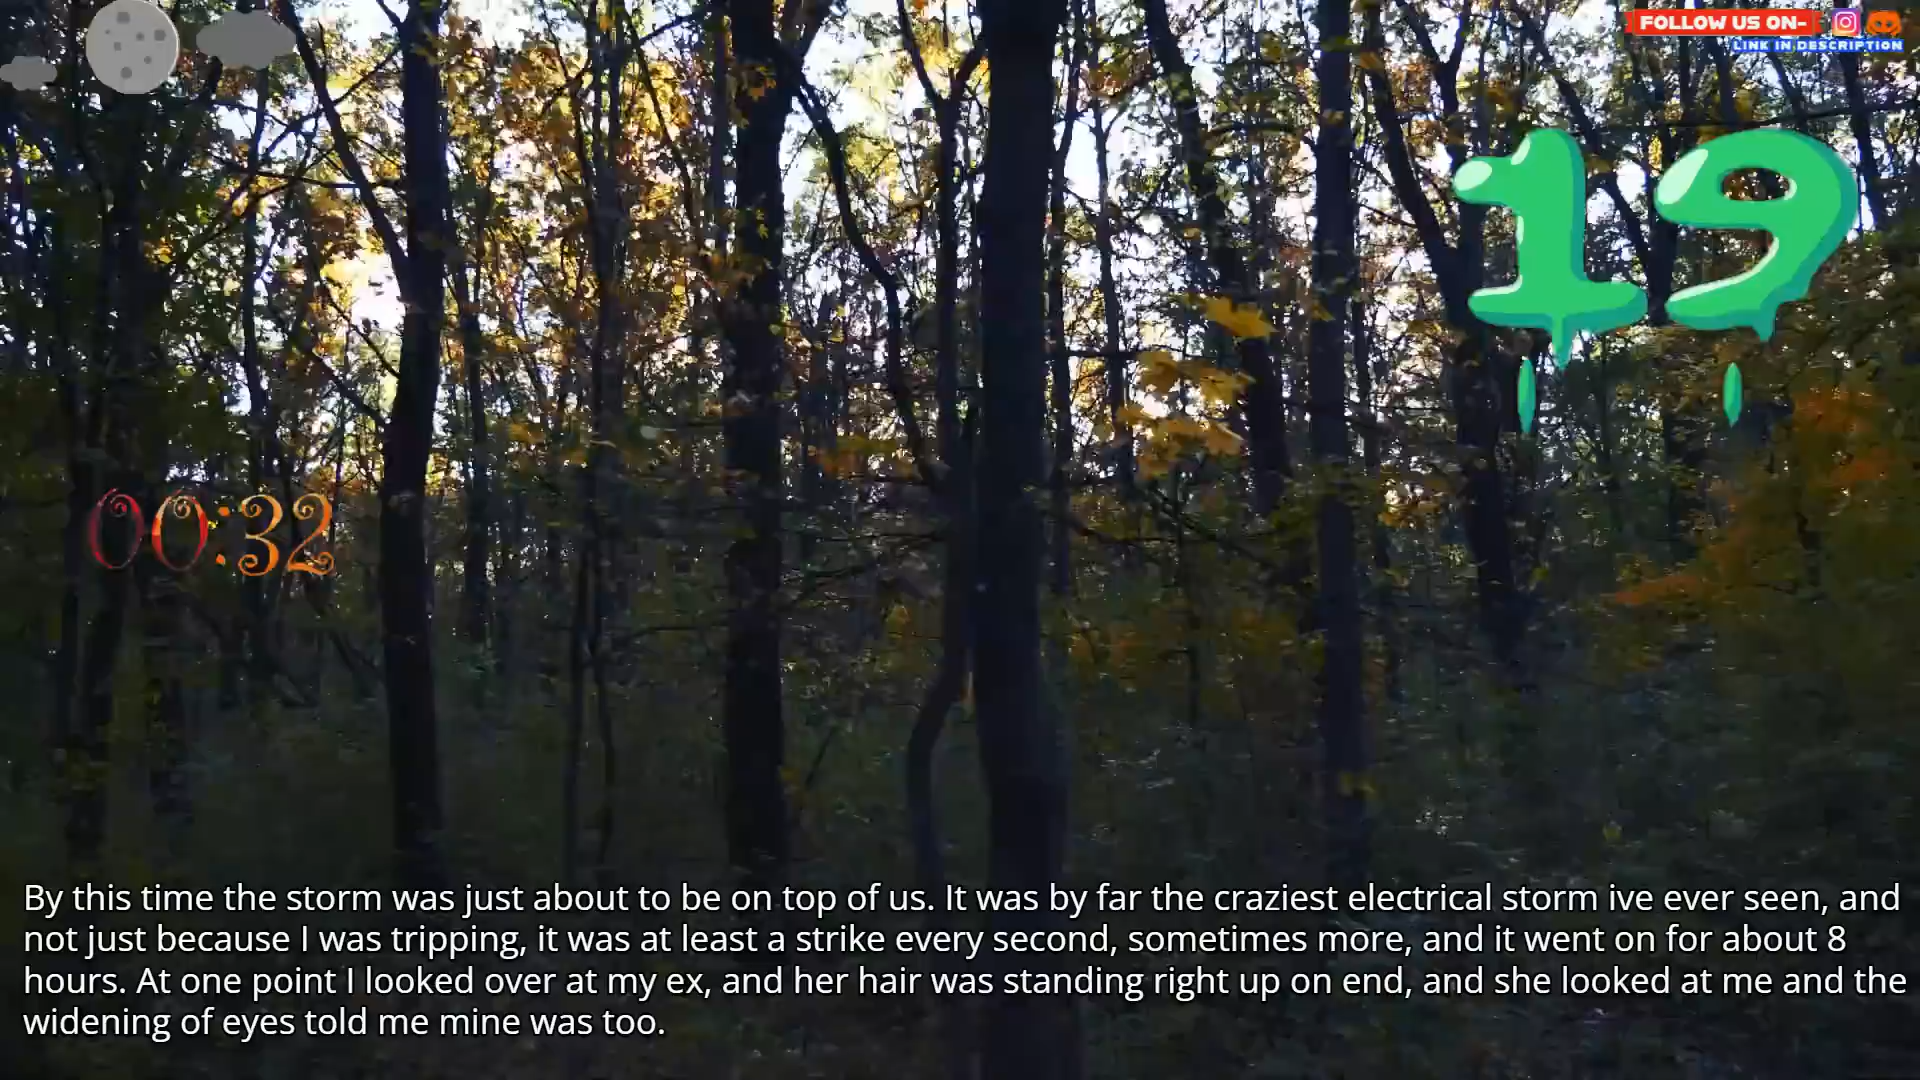 FOLLOW US ON-
LINK IN DESCRIPTION
19
00:32
By this time the storm was just about to be on top of us. It was by far the craziest electrical storm ive ever seen, and
not just because I was tripping, it was at least a strike every second, sometimes more, and it went on for about 8
hours. At one point I looked over at my ex, and her hair was standing right up on end, and she looked at me and the
widening of eyes told me mine was too.